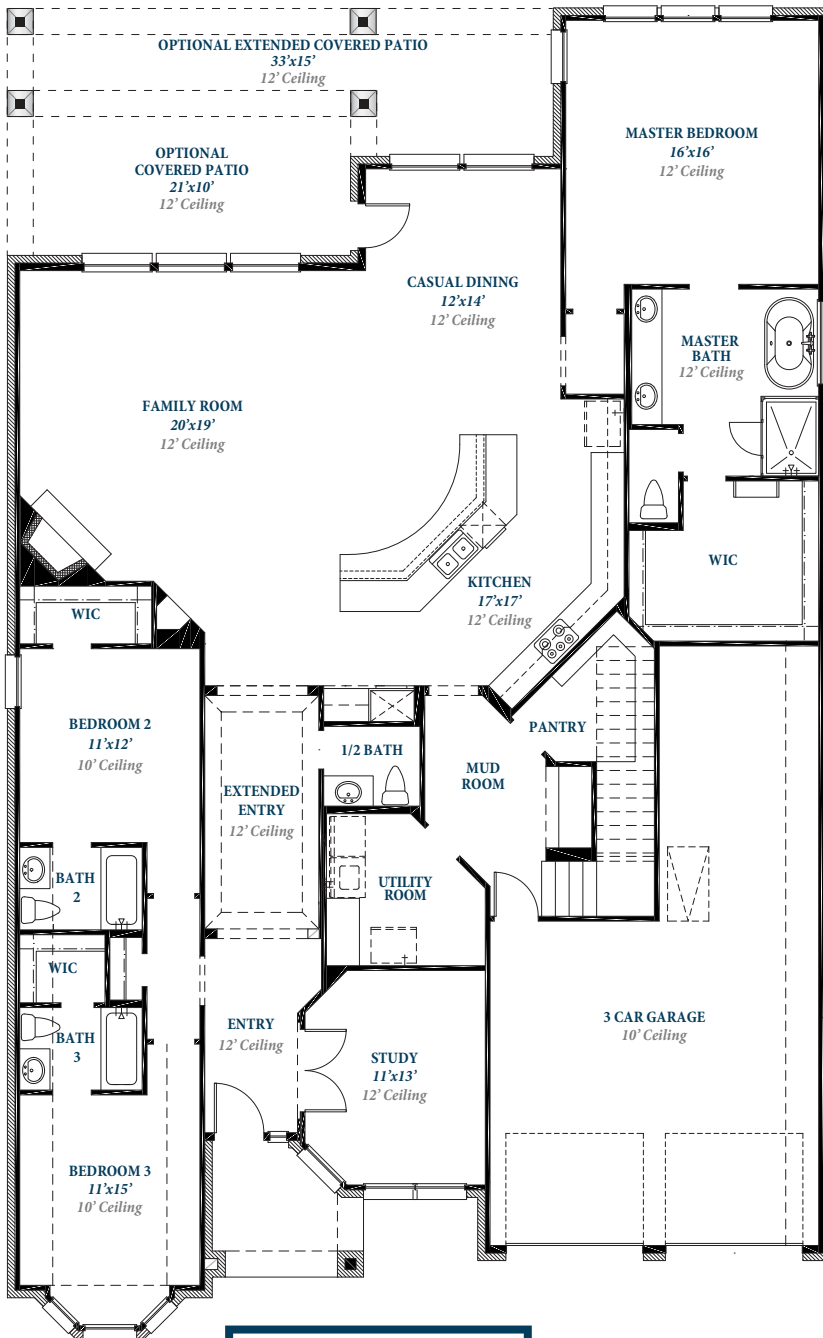 OPTIONAL EXTENDED COVERED PATIO
33'x15'
12' Ceiling
OPTIONAL
COVERED PATIO
21'x10'
12' Ceiling
MASTER BEDROOM
16'x16'
12' Ceiling
CASUAL DINING
12'x14'
12' Ceiling
MASTER
BATH
12' Ceiling
FAMILY ROOM
20'x19'
12' Ceiling
WIC
KITCHEN
17'x17'
12' Ceiling
WIC
BEDROOM 2
11'x12'
10' Ceiling
PANTRY
1/2 BATH
MUD
ROOM
EXTENDED
ENTRY
12' Ceiling
BATH
2
UTILITY
ROOM
WIC
ENTRY
12' Ceiling
3 CAR GARAGE
10' Ceiling
BATH
3
STUDY
11'x13'
12' Ceiling
BEDROOM 3
11'x15'
10' Ceiling